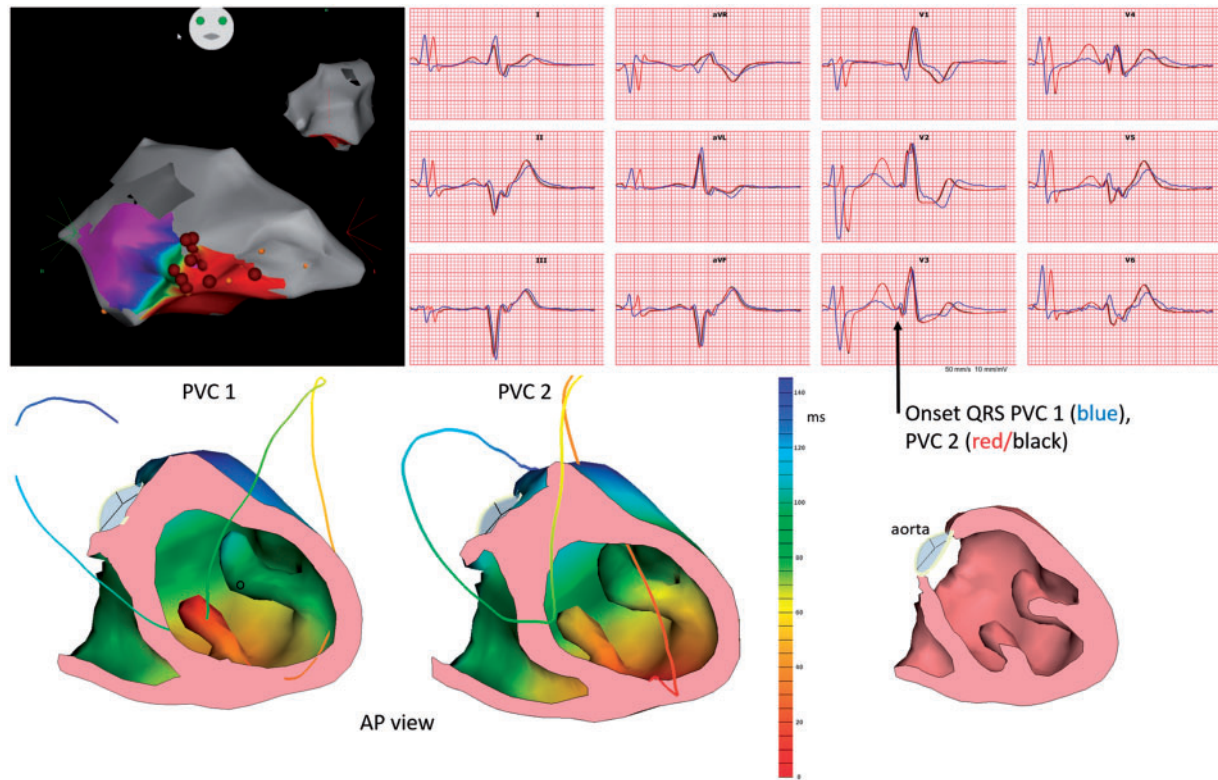 I
aVR
V1
V4
II
aVL
V2
V5
III
aVF
V3
V6
50 mm/s 10 mm/mV
PVC 1
PVC 2
Onset QRS PVC 1 (blue),
PVC 2 (red/black)
140
ms
120
100
80
60
40
20
0
aorta
AP view